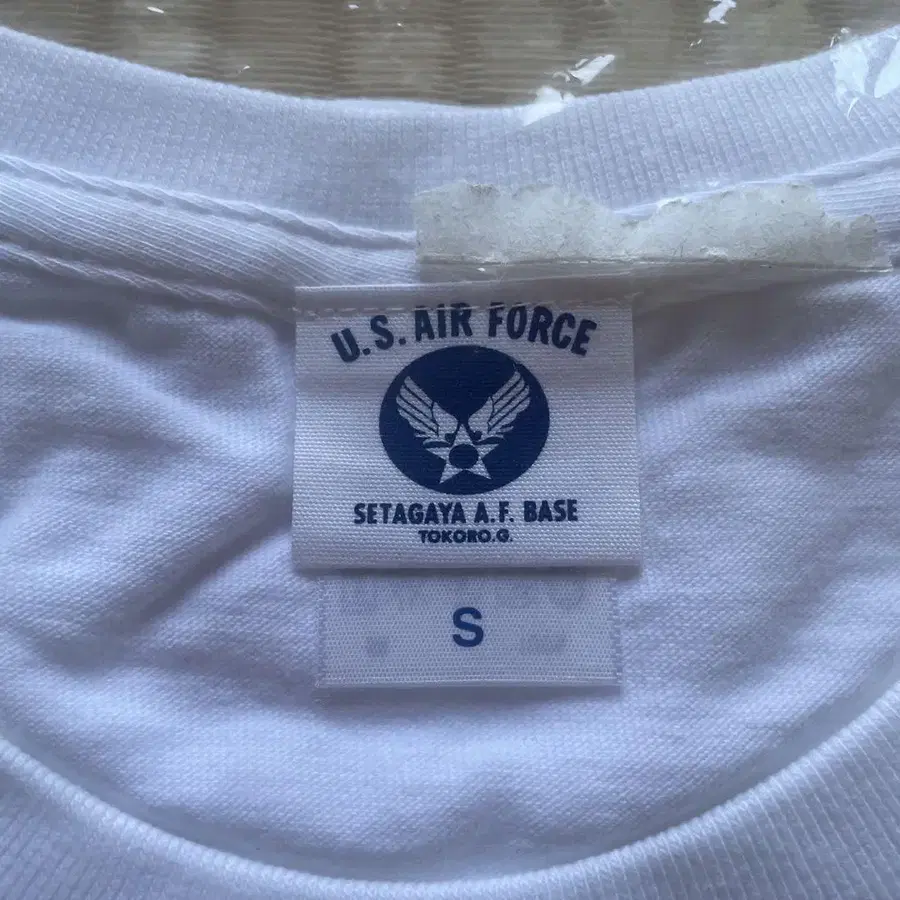 U.S. AIR FORCE
SETAGAYA A.F. BASE
TOKORO.G.
S